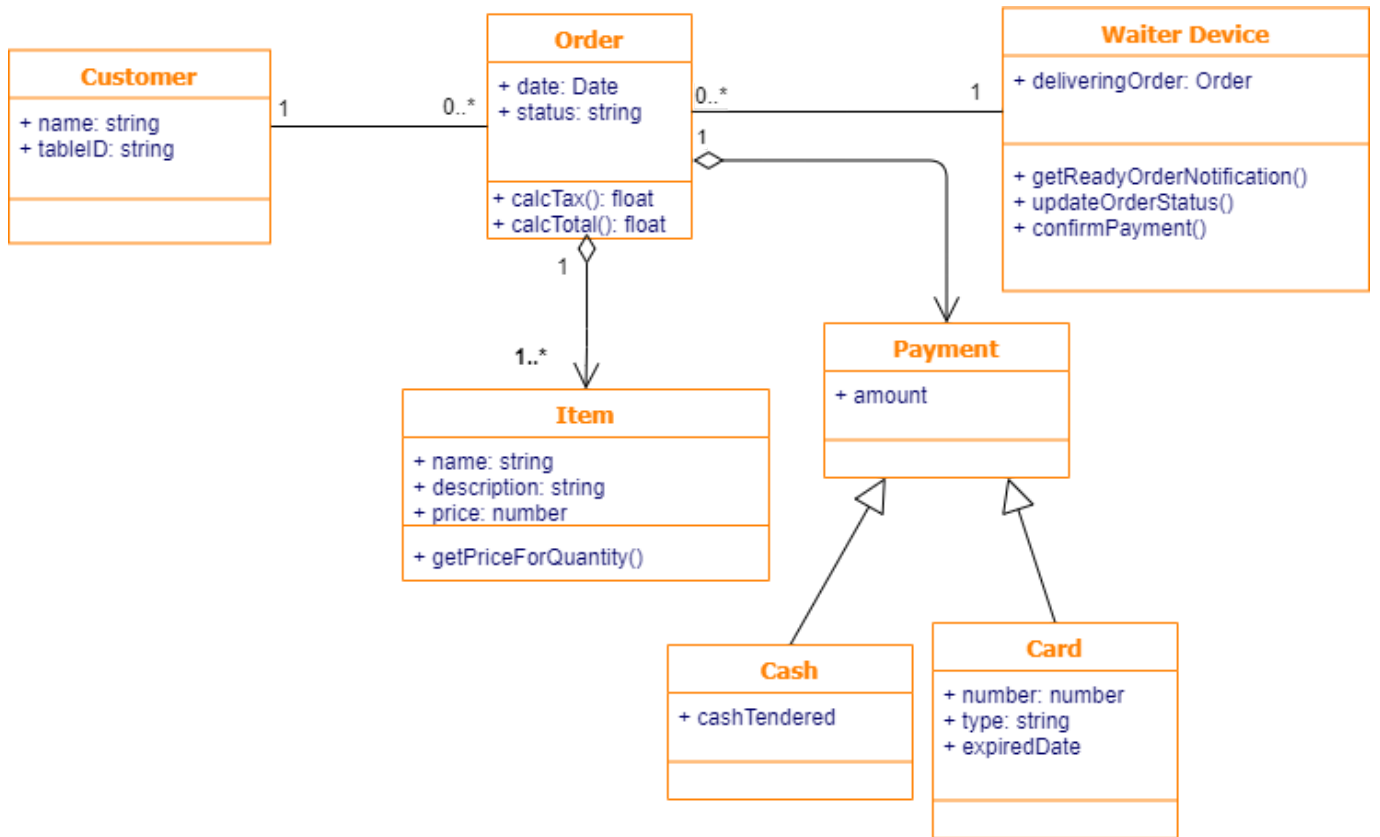 Customer
+ name: string
+ tableID: string
1
0..*
Order
+ date: Date
+ status: string
+ calcTax(): float
+ calcTotal(): float
0..*
1
Waiter Device
+ deliveringOrder: Order
+ getReadyOrderNotification()
+ updateOrderStatus()
+ confirmPayment()
1
1
1..*
Item
+ name: string
+ description: string
+ price: number
+ getPriceForQuantity()
Payment
+ amount
Cash
+ cashTendered
Card
+ number: number
+ type: string
+ expiredDate